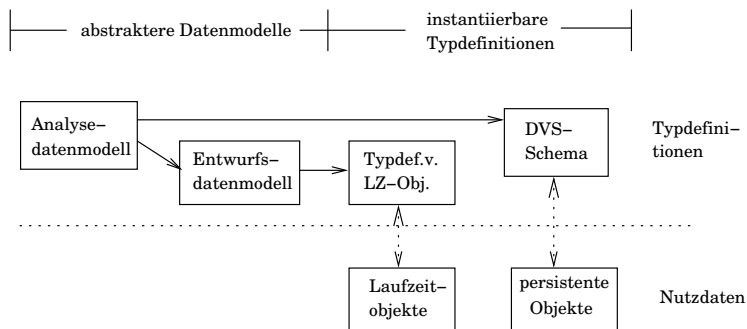 abstraktere Datenmodelle
instantiierbare
Typdefinitionen
Analyse-
datenmodell
Entwurfs-
datenmodell
Typdef.v.
LZ-Obj.
DVS-
Schema
Typdefini-
tionen
Laufzeit-
objekte
persistente
Objekte
Nutzdaten